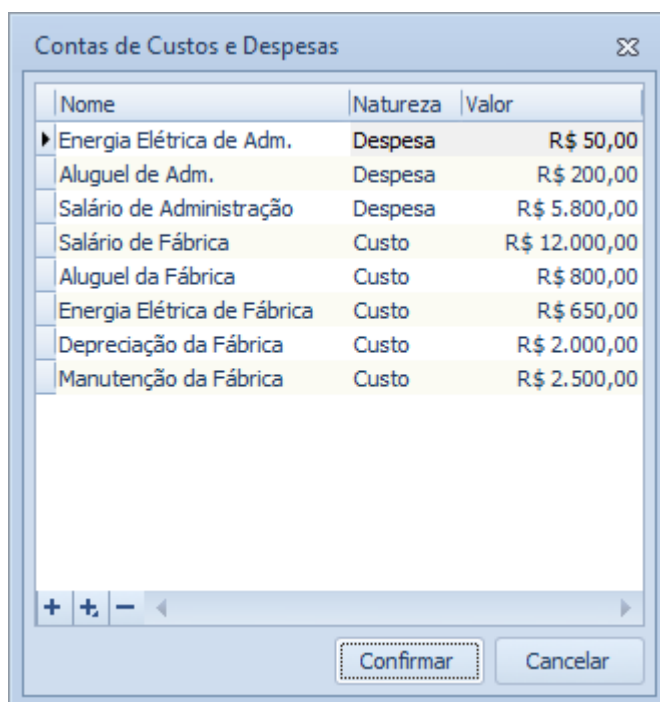 Contas de Custos e Despesas
Nome Natureza Valor
Energia Elétrica de Adm. Despesa R$ 50,00
Aluguel de Adm. Despesa R$ 200,00
Salário de Administração Despesa R$ 5.800,00
Salário de Fábrica Custo R$ 12.000,00
Aluguel da Fábrica Custo R$ 800,00
Energia Elétrica de Fábrica Custo R$ 650,00
Depreciação da Fábrica Custo R$ 2.000,00
Manutenção da Fábrica Custo R$ 2.500,00
Confirmar Cancelar